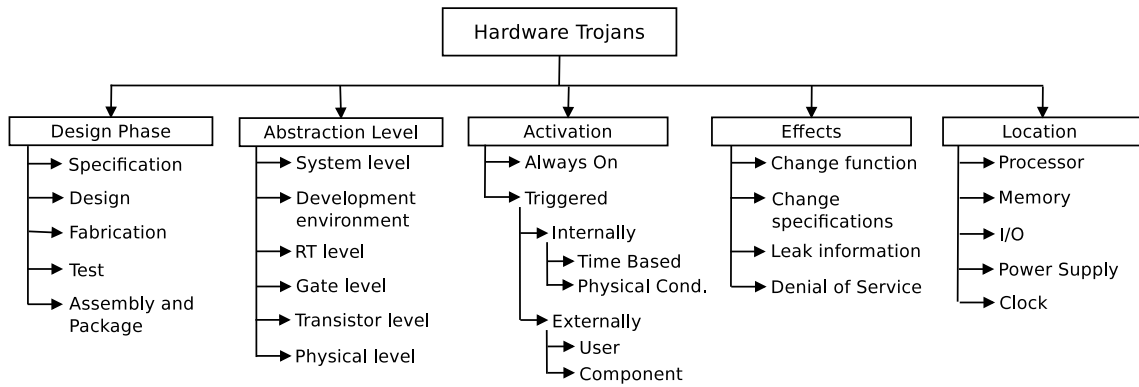 Hardware Trojans
Design Phase
Specification
Design
Fabrication
Test
Assembly and
Package
Abstraction Level
System level
Development
environment
RT level
Gate level
Transistor level
Physical level
Activation
Always On
Triggered
Internally
Time Based
Physical Cond.
Externally
User
Component
Effects
Change function
Change
specifications
Leak information
Denial of Service
Location
Processor
Memory
I/O
Power Supply
Clock